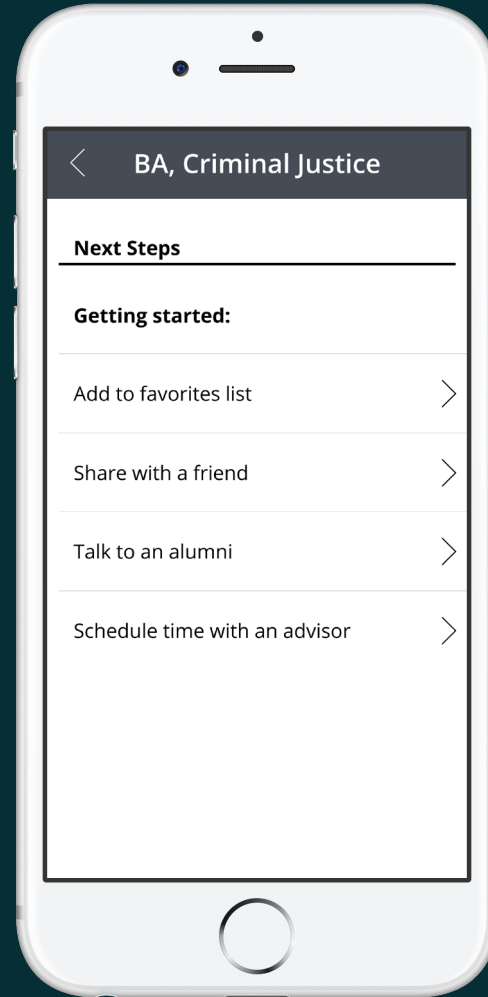 BA, Criminal Justice
Next Steps
Getting started:
Add to favorites list
Share with a friend
Talk to an alumni
Schedule time with an advisor